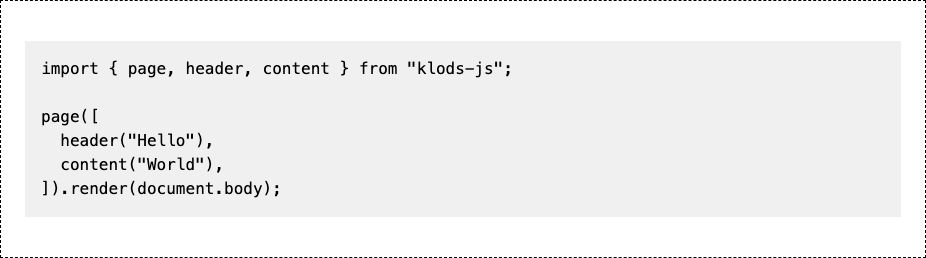 import { page, header, content } from "klods-js";
page([
  header("Hello"),
  content("World"),
]).render(document.body);